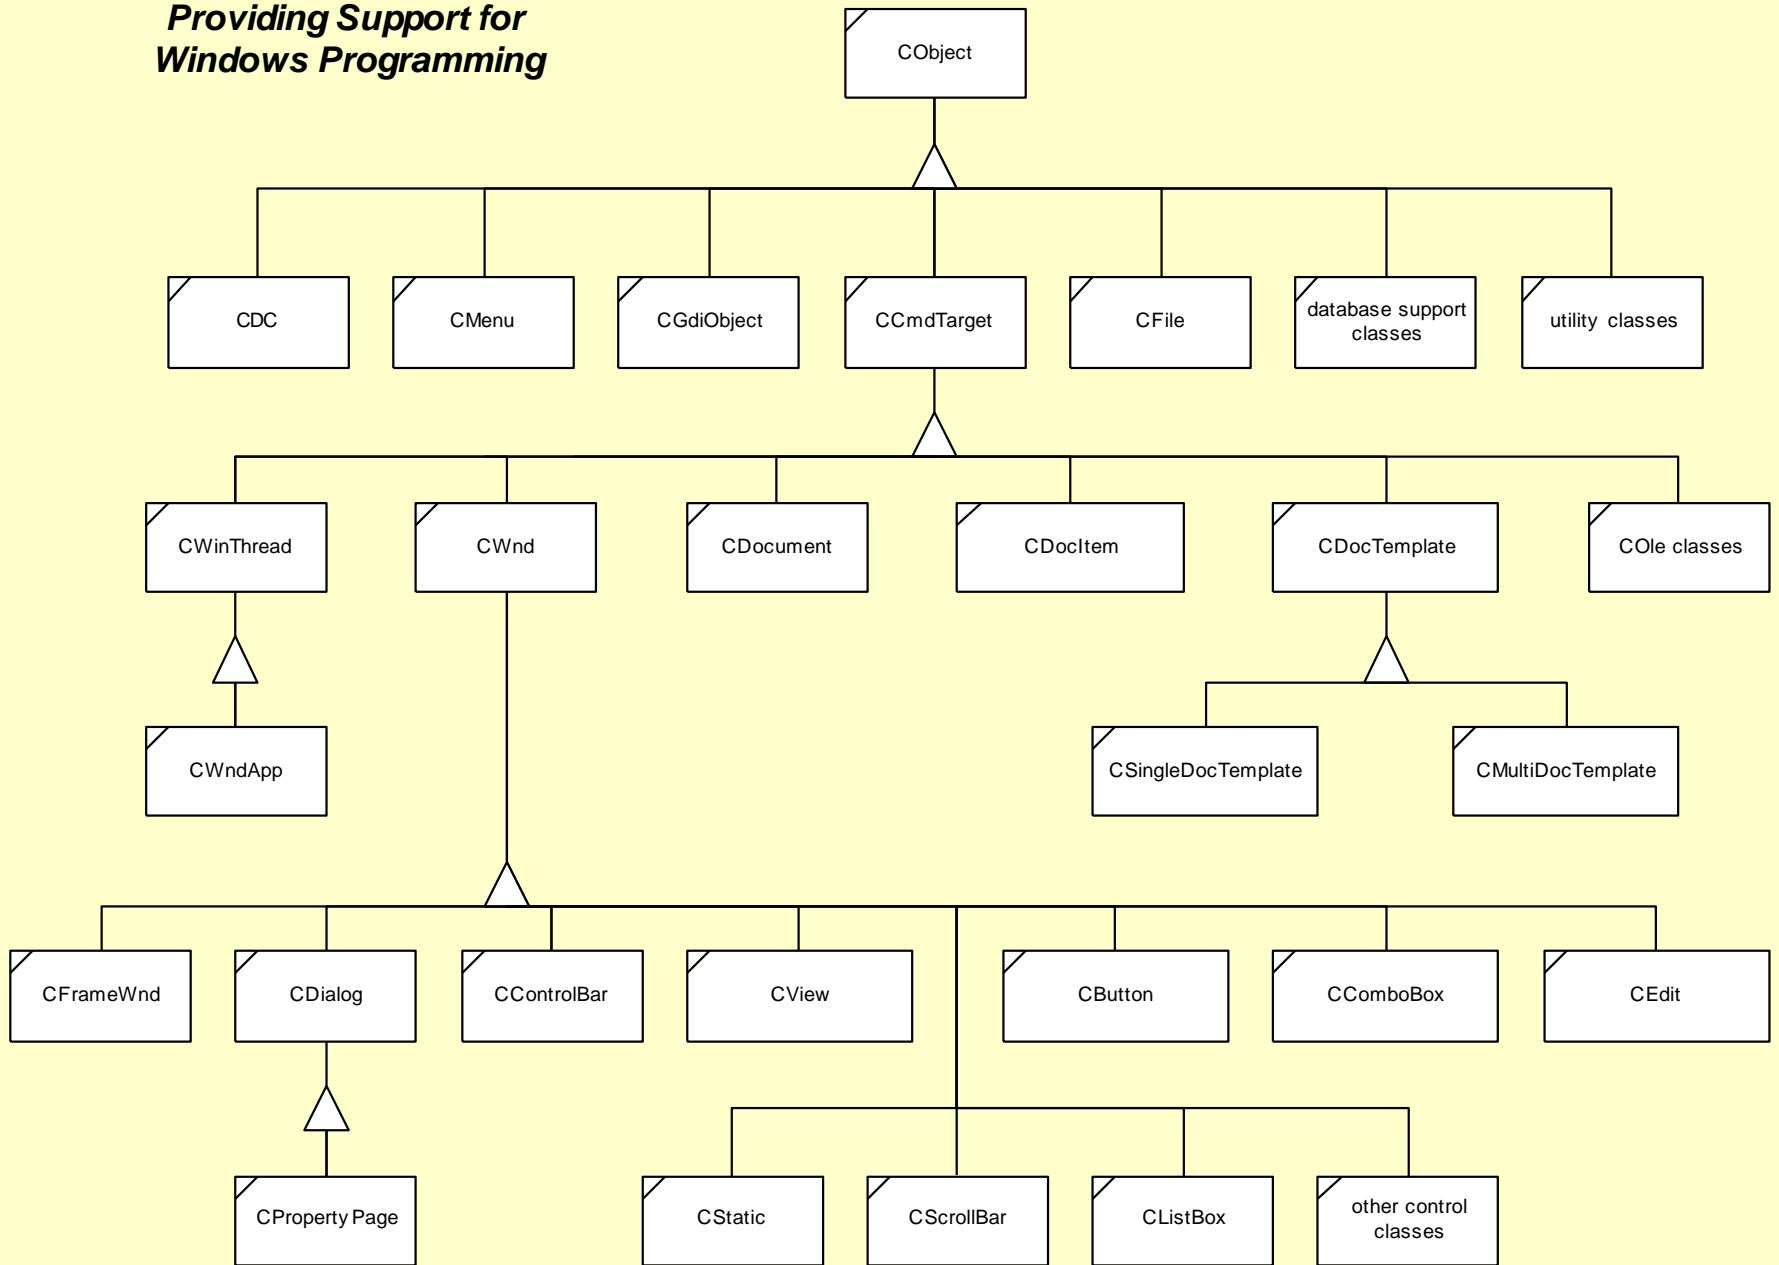 Providing Support for
Windows Programming
CObject
CDC
CMenu
CGdiObject
CCmdTarget
CFile
database support
classes
utility classes
CWinThread
CWnd
CDocument
CDocItem
CDocTemplate
COle classes
CWndApp
CSingleDocTemplate
CMultiDocTemplate
CFrameWnd
CDialog
CControlBar
CView
CButton
CComboBox
CEdit
CProperty Page
CStatic
CScrollBar
CListBox
other control
classes